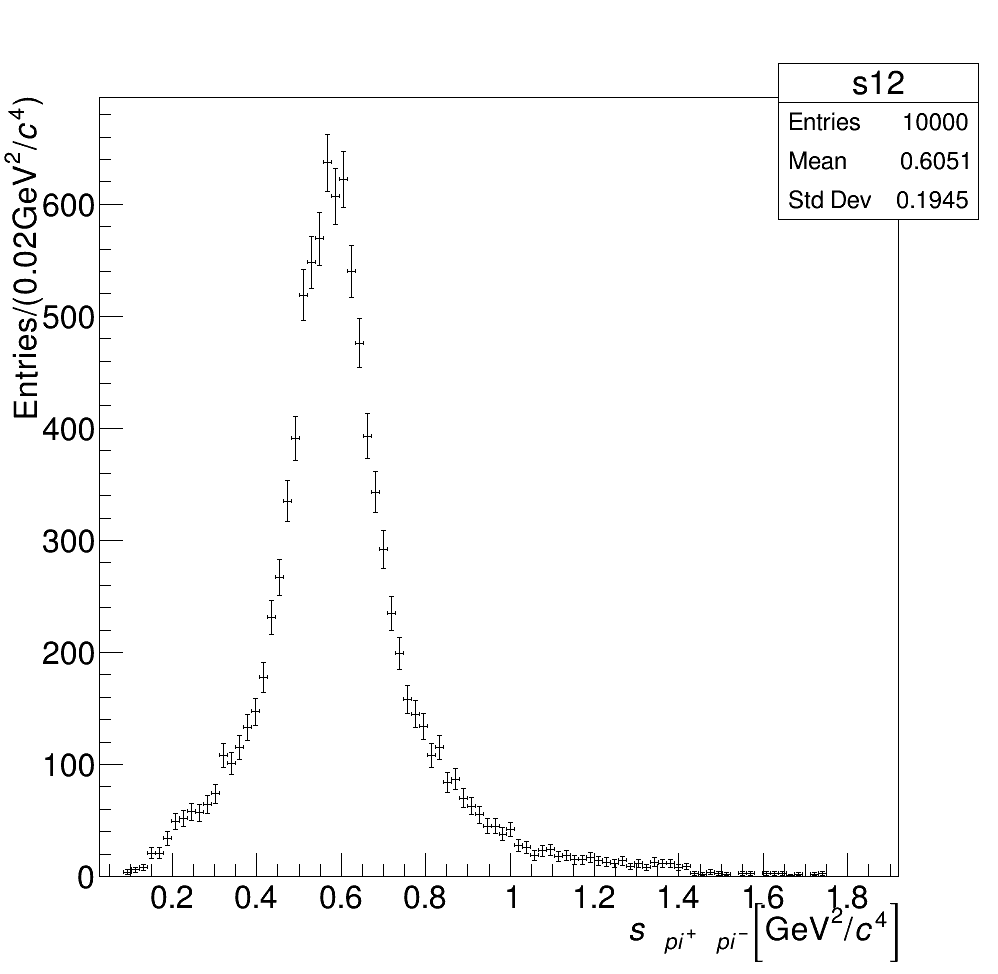 s12
Entries 10000
Mean 0.6051
Std Dev 0.1945
Entries/(0.02GeV²/c⁴)
600
500
400
300
200
100
0
0.2 0.4 0.6 0.8 1 1.2 1.4 1.6 1.8
s pi⁺ pi⁻ [GeV²/c⁴]